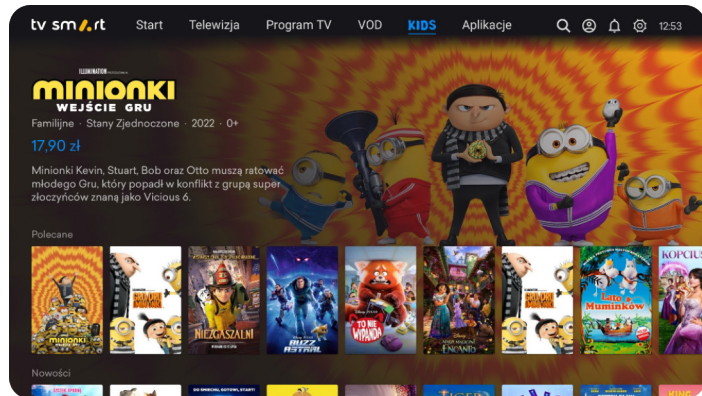 tv smart
Start
Telewizja
Program TV
VOD
KIDS
Aplikacje
12:53
ILLUMINATION
MINIONKI
WEJŚCIE GRU
Familijne · Stany Zjednoczone · 2022 · 0+
17,90 zł
Minionki Kevin, Stuart, Bob oraz Otto muszą ratować
młodego Gru, który popadł w konflikt z grupą super
złoczyńców znaną jako Vicious 6.
Polecane
MINIONKI
NIEZGASZALNI
BUZZ
ASTRAL
TO NIE
WYPANDA
ENCANTO
Lato
Muminków
KOPCIUS
Nowości
DO ŚMIECHU, GOTOWI, START!